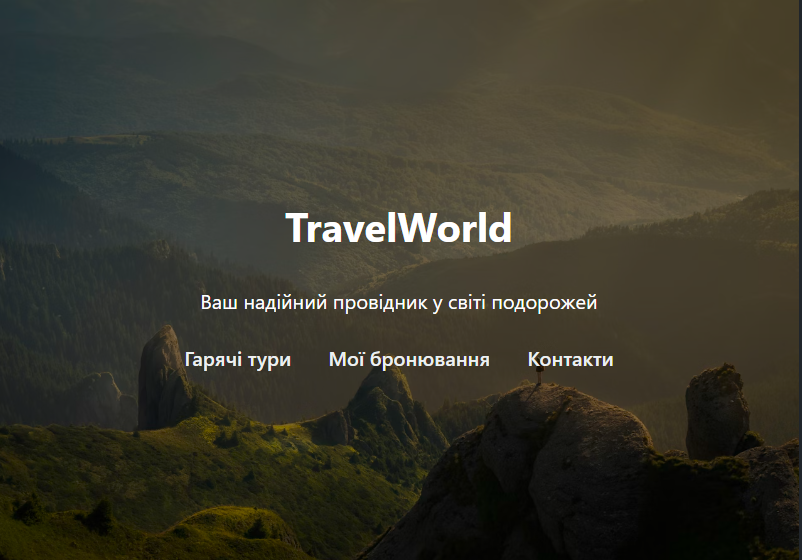 TravelWorld
Ваш надійний провідник у світі подорожей
Гарячі тури Мої бронювання Контакти